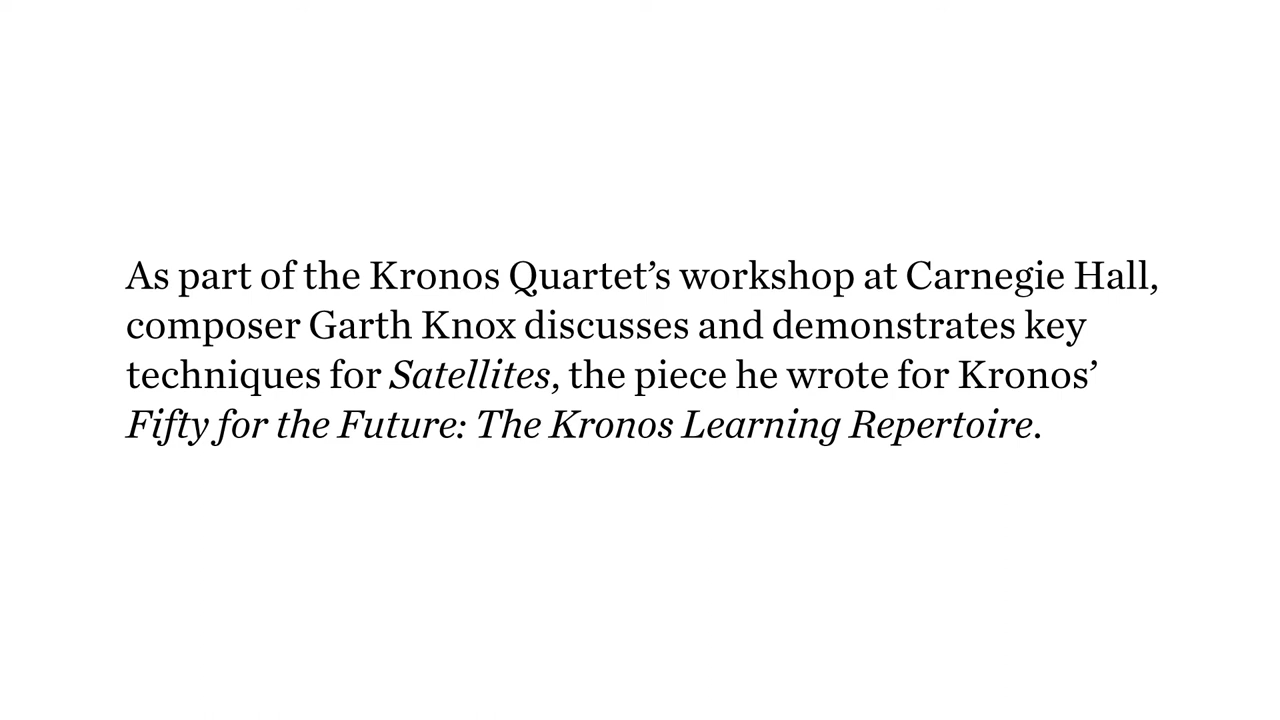 As part of the Kronos Quartet’s workshop at Carnegie Hall,
composer Garth Knox discusses and demonstrates key
techniques for Satellites, the piece he wrote for Kronos’
Fifty for the Future: The Kronos Learning Repertoire.